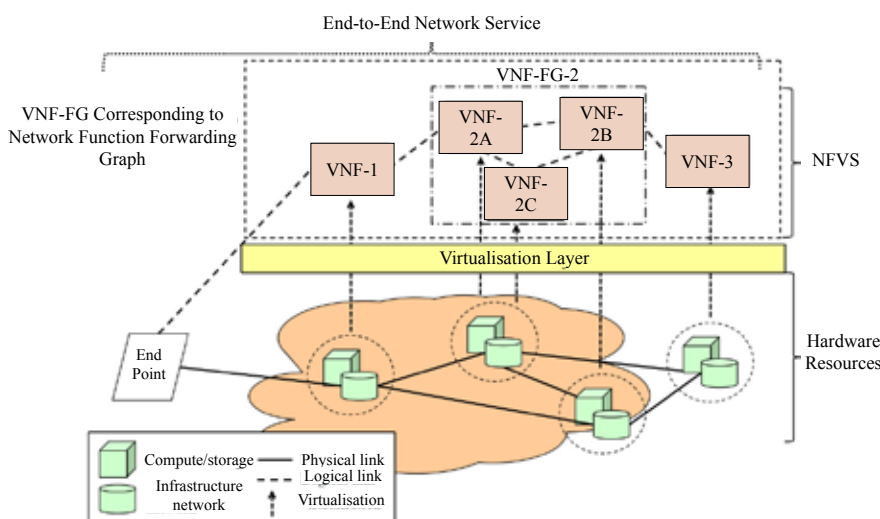 End-to-End Network Service
VNF-FG-2
VNF-FG Corresponding to
Network Function Forwarding
Graph
VNF-
2A
VNF-
2B
VNF-1
VNF-
2C
VNF-3
NFVS
Virtualisation Layer
End
Point
Hardware
Resources
Compute/storage
Physical link
Logical link
Infrastructure
network
Virtualisation